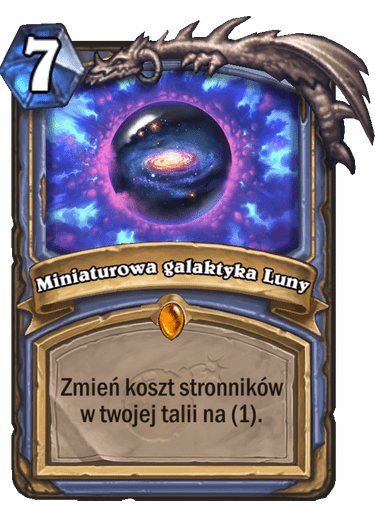 7
Miniaturowa galaktyka Luny
Zmień koszt stronników
w twojej talii na (1).